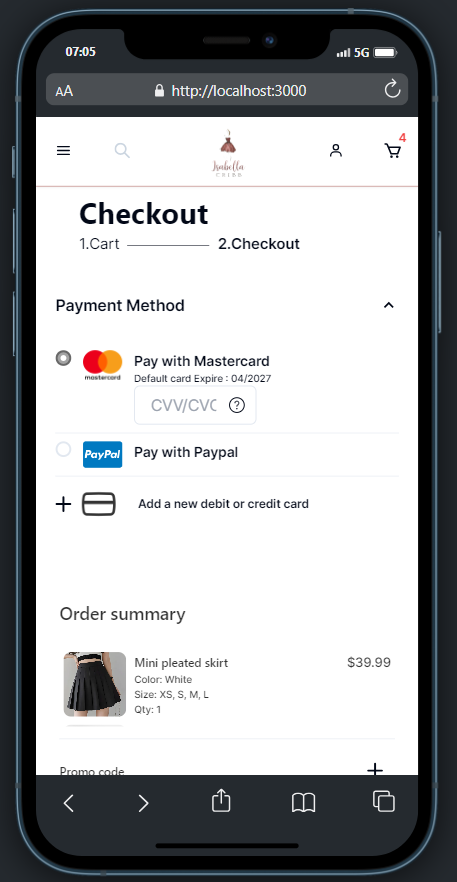 07:05
5G
AA
http://localhost:3000
4
Isabella
TRIBB
Checkout
1.Cart
2.Checkout
Payment Method
mastercard
Pay with Mastercard
Default card Expire : 04/2027
CVV/CVC
?
PayPal
Pay with Paypal
Add a new debit or credit card
Order summary
Mini pleated skirt
$39.99
Color: White
Size: XS, S, M, L
Qty: 1
Promo code